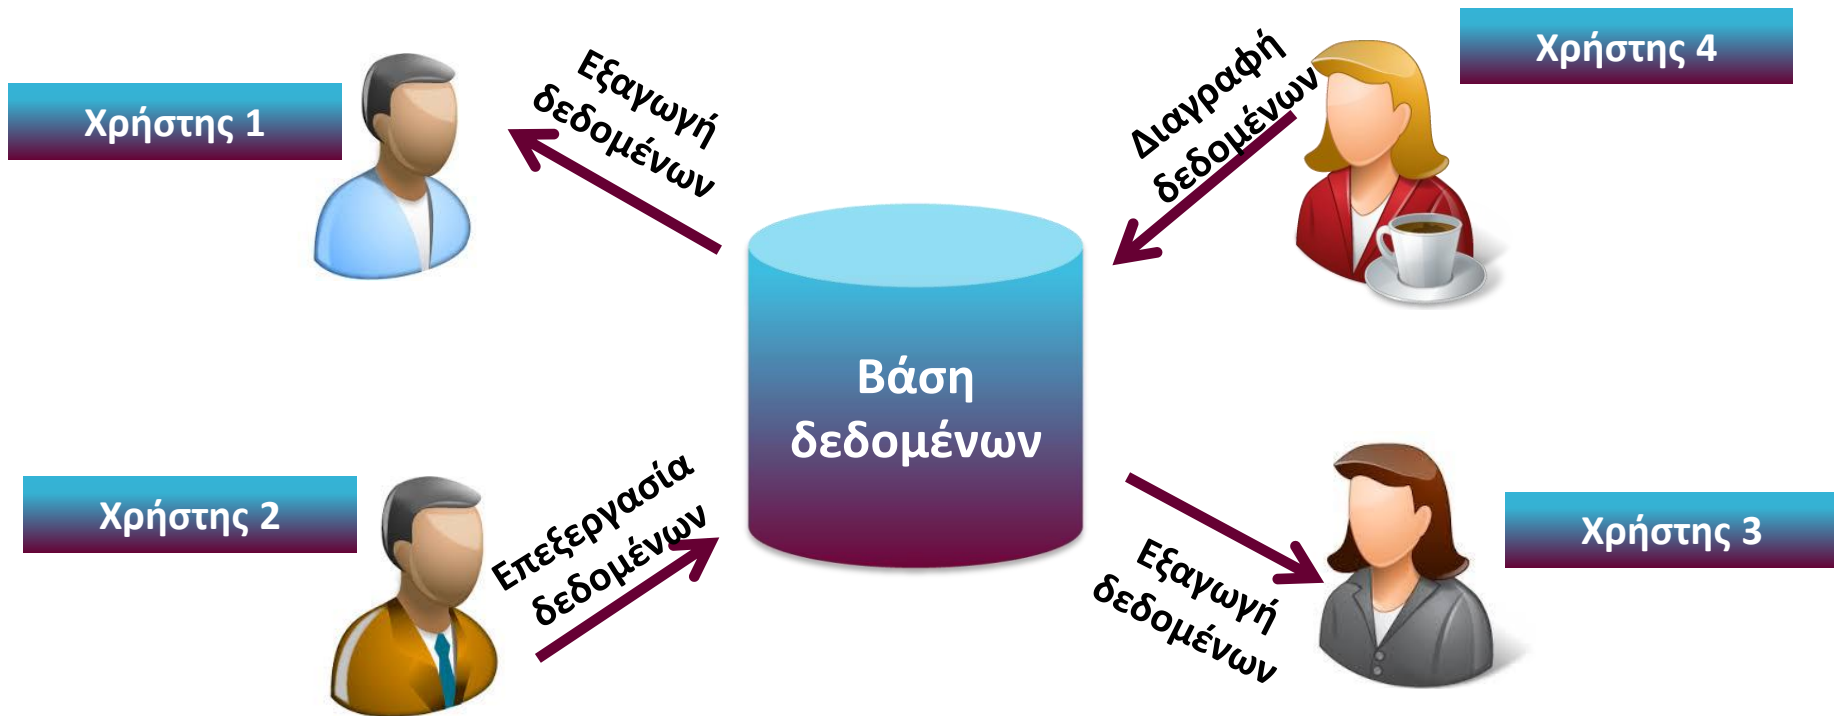 Χρήστης 1
Εξαγωγή
δεδομένων
Διαγραφή
δεδομένων
Χρήστης 4
Βάση
δεδομένων
Χρήστης 2
Επεξεργασία
δεδομένων
Εξαγωγή
δεδομένων
Χρήστης 3